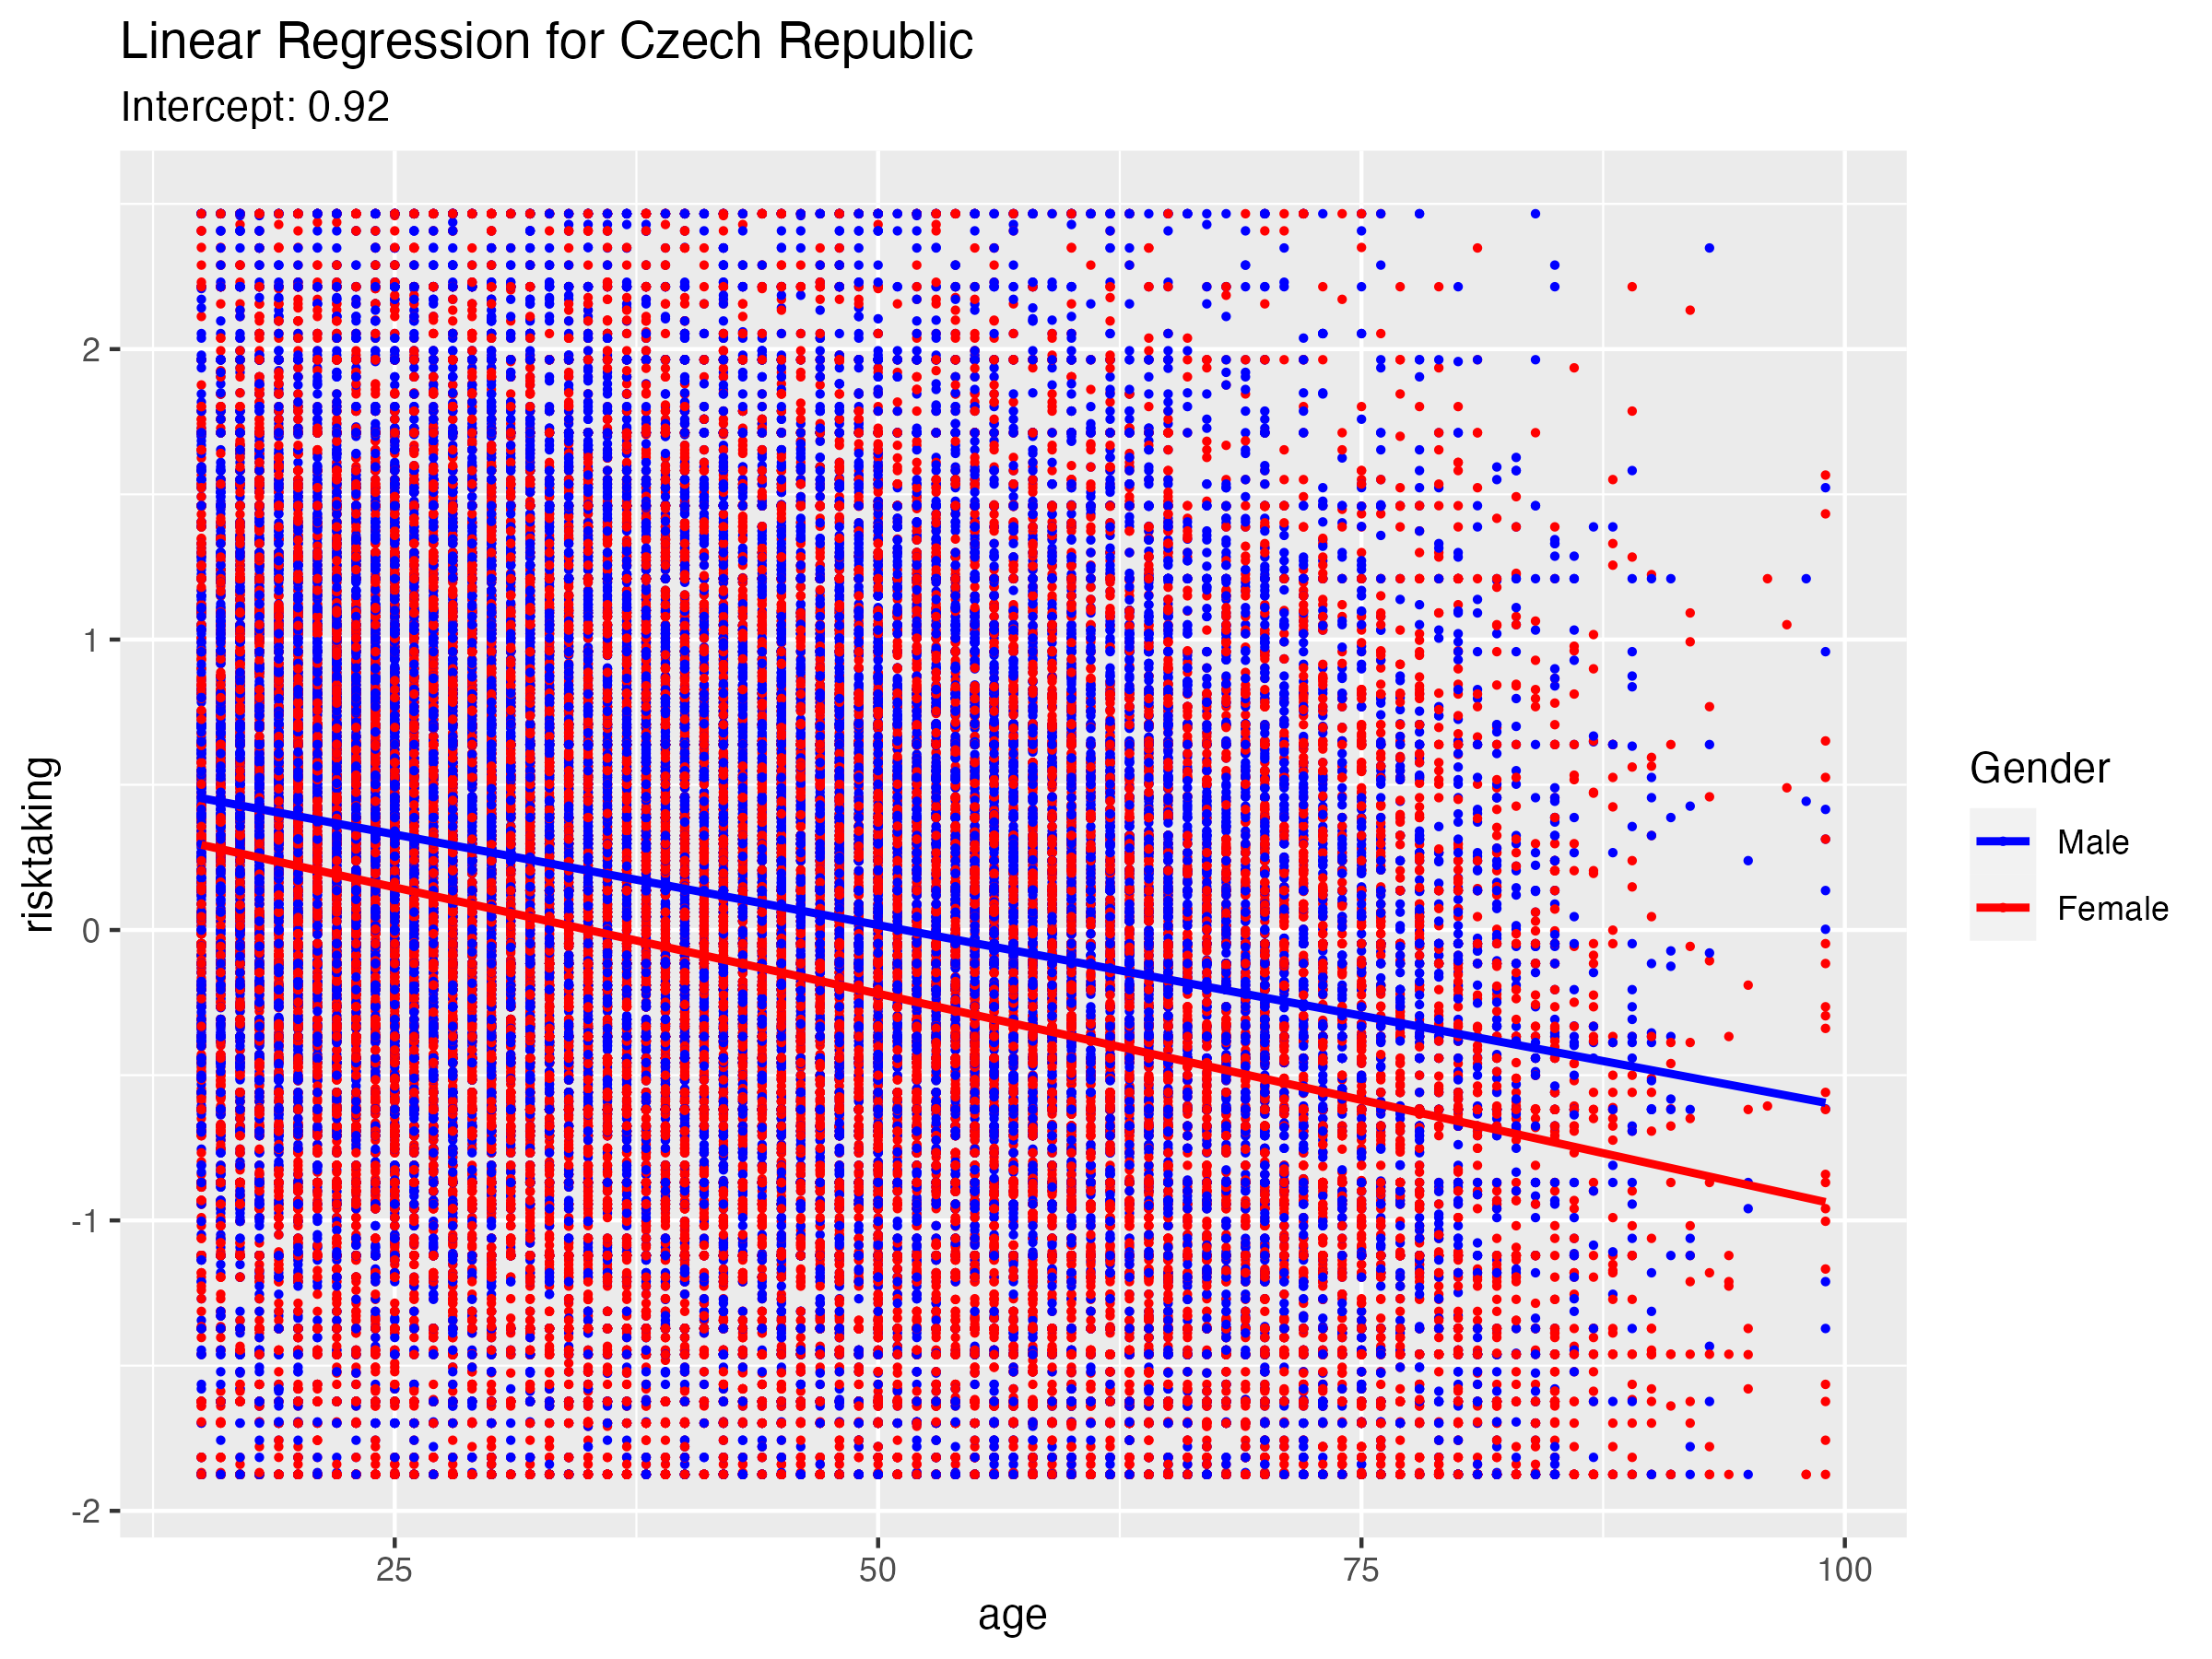 Linear Regression for Czech Republic
Intercept: 0.92
risktaking
2
1
0
-1
-2
25 50 75 100
age
Gender
Male
Female